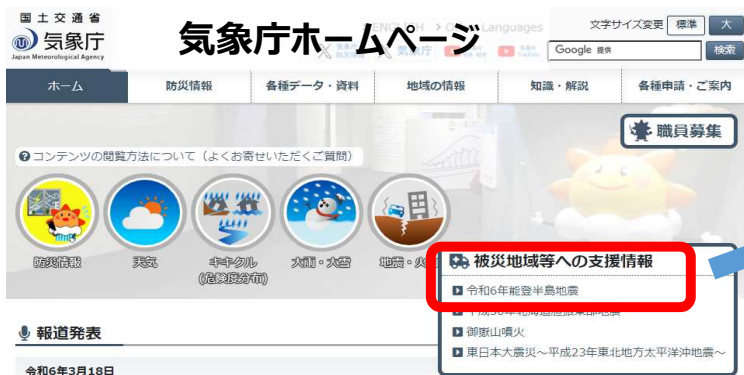 国土交通省
気象庁
Japan Meteorological Agency
気象庁ホームページ
文字サイズ変更 標準 大
Google 提供 検索
ホーム 防災情報 各種データ・資料 地域の情報 知識・解説 各種申請・ご案内
職員募集
コンテンツの閲覧方法について（よくお寄せいただくご質問）
防災情報 天気 キキクル 大雨・大雪 地震・火
(危険度分布)
被災地域等への支援情報
令和6年能登半島地震
御嶽山噴火
東日本大震災～平成23年東北地方太平洋沖地震～
報道発表
令和6年3月18日